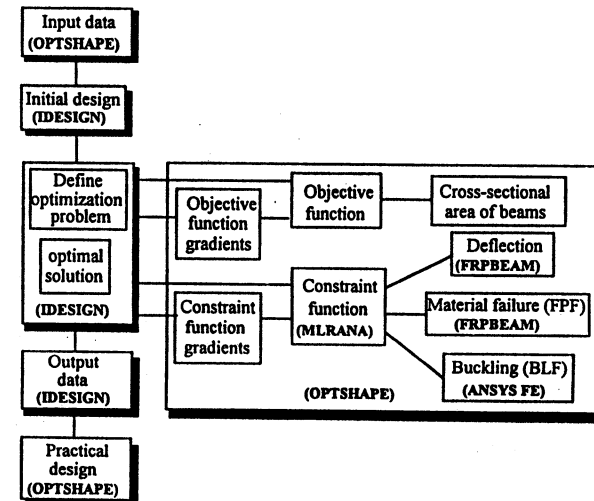 Input data
(OPTSHAPE)
Initial design
(IDESIGN)
Define
optimization
problem
optimal
solution
(IDESIGN)
Output
data
(IDESIGN)
Practical
design
(OPTSHAPE)
Objective
function
gradients
Objective
function
Cross-sectional
area of beams
Constraint
function
gradients
Constraint
function
(MLRANA)
Deflection
(FRPBEAM)
Material failure (FPF)
(FRPBEAM)
Buckling (BLF)
(ANSYS FE)
(OPTSHAPE)